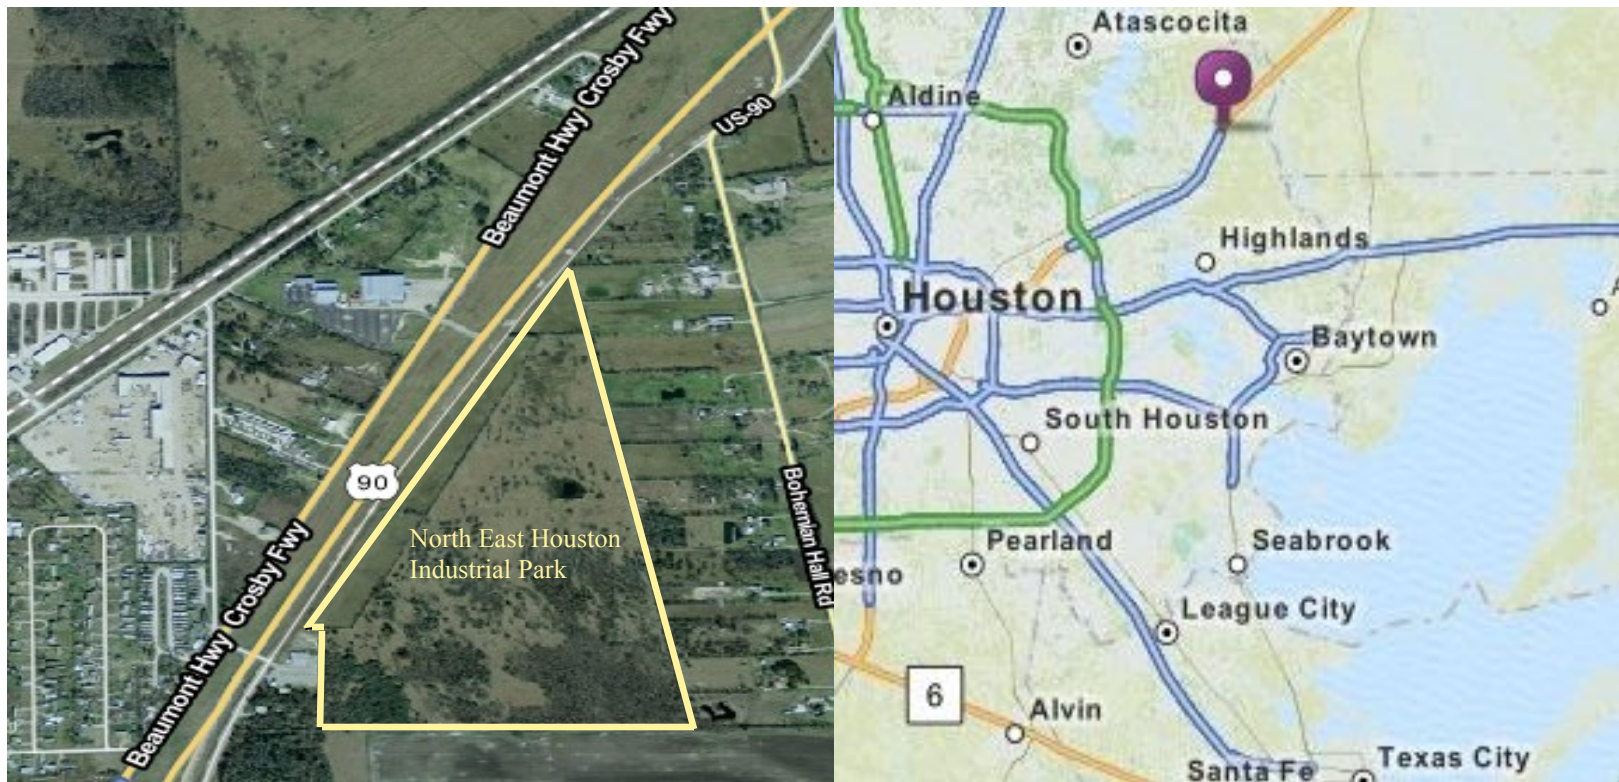 Beaumont Hwy Crosby Fwy
US-90
90
North East Houston
Industrial Park
Bohemian Hall Rd
Beaumont Hwy Crosby Fwy
Atascocita
Aldine
Highlands
Houston
Baytown
South Houston
Pearland
Seabrook
esno
League City
6
Alvin
Texas City
Santa Fe
A